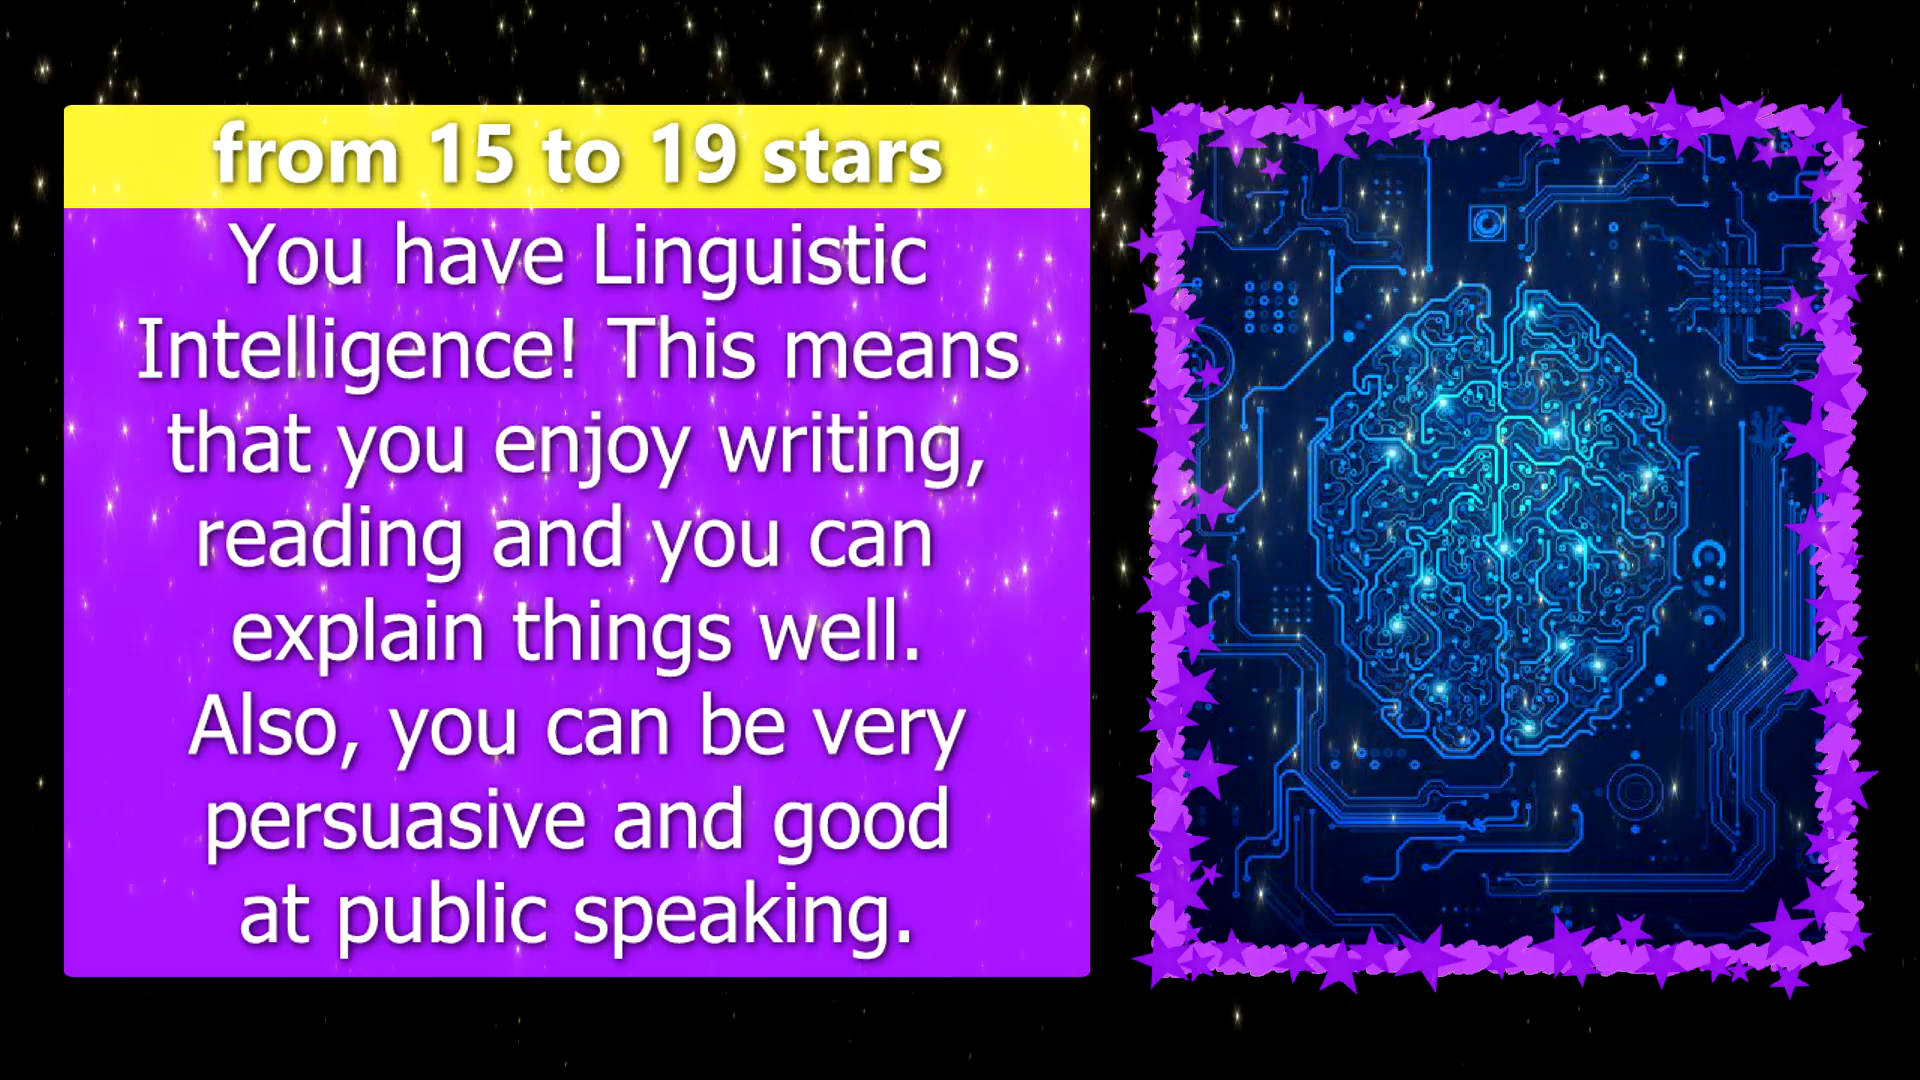 from 15 to 19 stars
You have Linguistic
Intelligence! This means
that you enjoy writing,
reading and you can
explain things well.
Also, you can be very
persuasive and good
at public speaking.